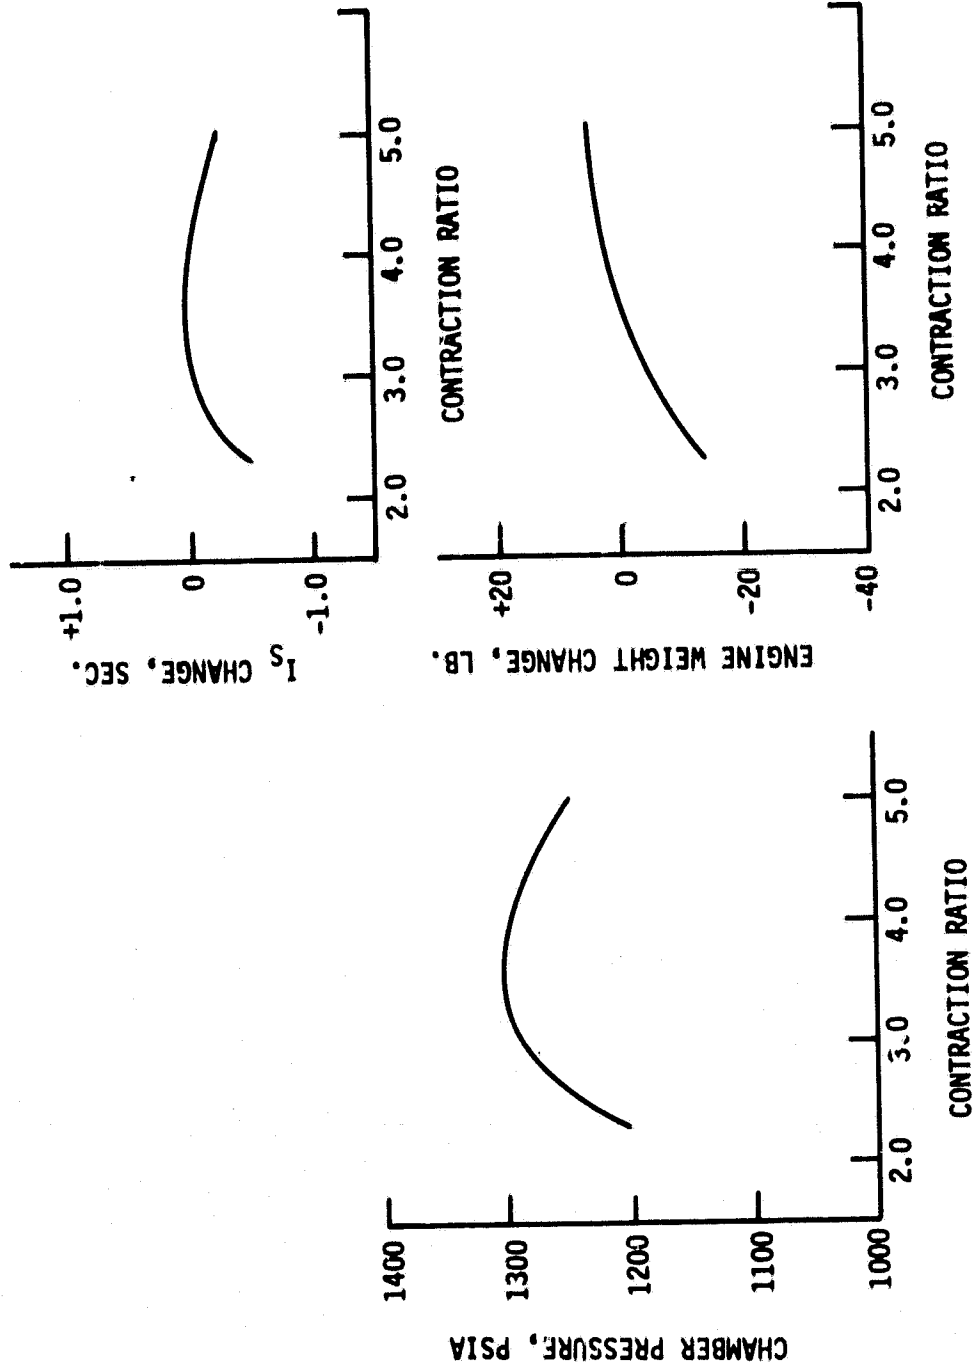 CHAMBER PRESSURE, PSIA
1400
1300
1200
1100
1000
2.0 3.0 4.0 5.0
CONTRACTION RATIO
I_S CHANGE, SEC.
+1.0
0
-1.0
2.0 3.0 4.0 5.0
CONTRACTION RATIO
ENGINE WEIGHT CHANGE, LB.
+20
0
-20
-40
2.0 3.0 4.0 5.0
CONTRACTION RATIO